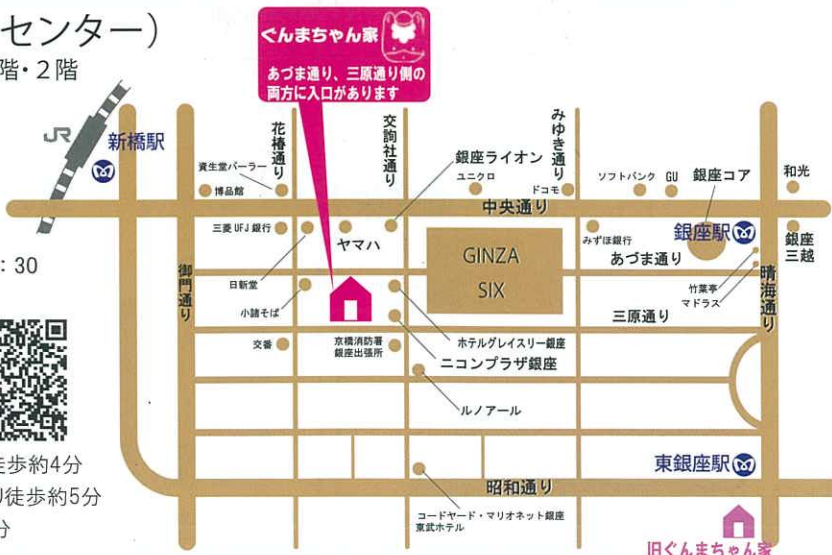 センター）
階・2階
ぐんまちゃん家
あづま通り、三原通り側の
両方に入口があります
JR
新橋駅
花椿通り
交詢社通り
みゆき通り
資生堂パーラー
博品館
銀座ライオン
ユニクロ
ドコモ
ソフトバンク
GU
銀座コア
和光
中央通り
三菱UFJ銀行
ヤマハ
GINZA
SIX
みずほ銀行
銀座駅
銀座
三越
あづま通り
：30
御門通り
日新堂
小諸そば
竹葉亭
マドラス
晴海通り
三原通り
交番
京橋消防署
銀座出張所
ホテルグレイスリー銀座
ニコンプラザ銀座
ルノアール
徒歩約4分
り徒歩約5分
分
東銀座駅
昭和通り
コードヤード・マリオネット銀座
東武ホテル
旧ぐんまちゃん家